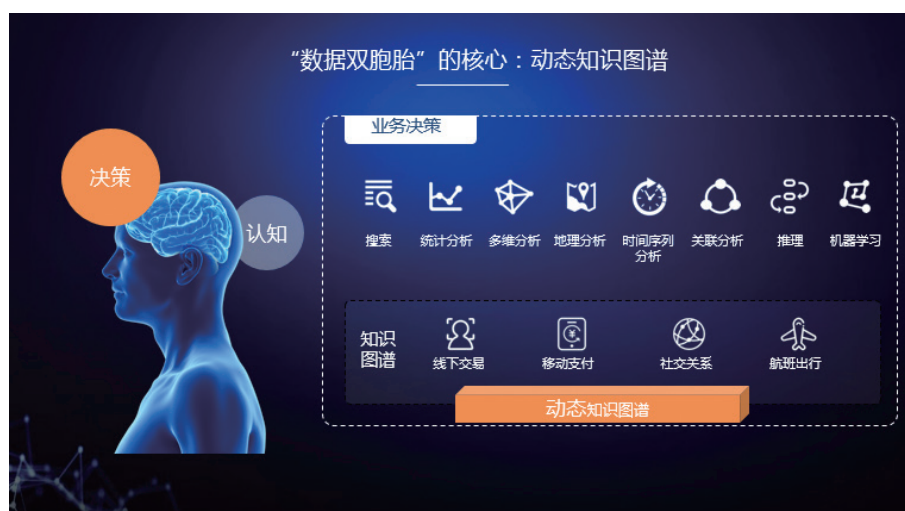 “数据双胞胎”的核心：动态知识图谱
业务决策
决策
认知
搜索 统计分析 多维分析 地理分析 时间序列 关联分析 推理 机器学习
分析
知识
图谱
线下交易 移动支付 社交关系 航班出行
动态知识图谱